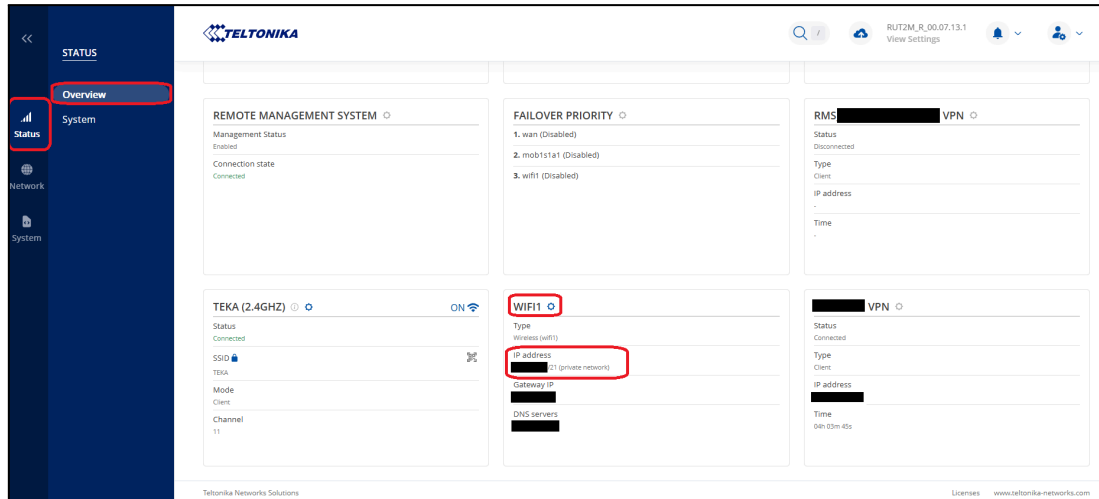 STATUS
Overview
System
Status
Network
System
TELTONIKA
/
RUT2M_R_00.07.13.1
View Settings
REMOTE MANAGEMENT SYSTEM
Management Status
Enabled
Connection state
Connected
FAILOVER PRIORITY
1. wan (Disabled)
2. mob1s1a1 (Disabled)
3. wifi1 (Disabled)
RMS VPN
Status
Disconnected
Type
Client
IP address
-
Time
-
TEKA (2.4GHZ) ON
Status
Connected
SSID
TEKA
Mode
Client
Channel
11
WIFI1
Type
Wireless (wifi1)
IP address
/21 (private network)
Gateway IP
DNS servers
VPN
Status
Connected
Type
Client
IP address
Time
04h 03m 45s
Teltonika Networks Solutions
Licenses www.teltonika-networks.com